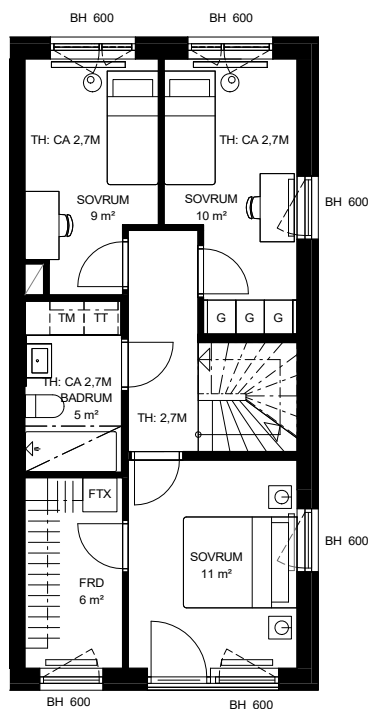 BH 600
BH 600
TH: CA 2,7M
TH: CA 2,7M
SOVRUM
9 m²
SOVRUM
10 m²
BH 600
TM
TT
G
G
G
TH: CA 2,7M
BADRUM
5 m²
TH: 2,7M
FTX
BH 600
SOVRUM
11 m²
FRD
6 m²
BH 600
BH 600